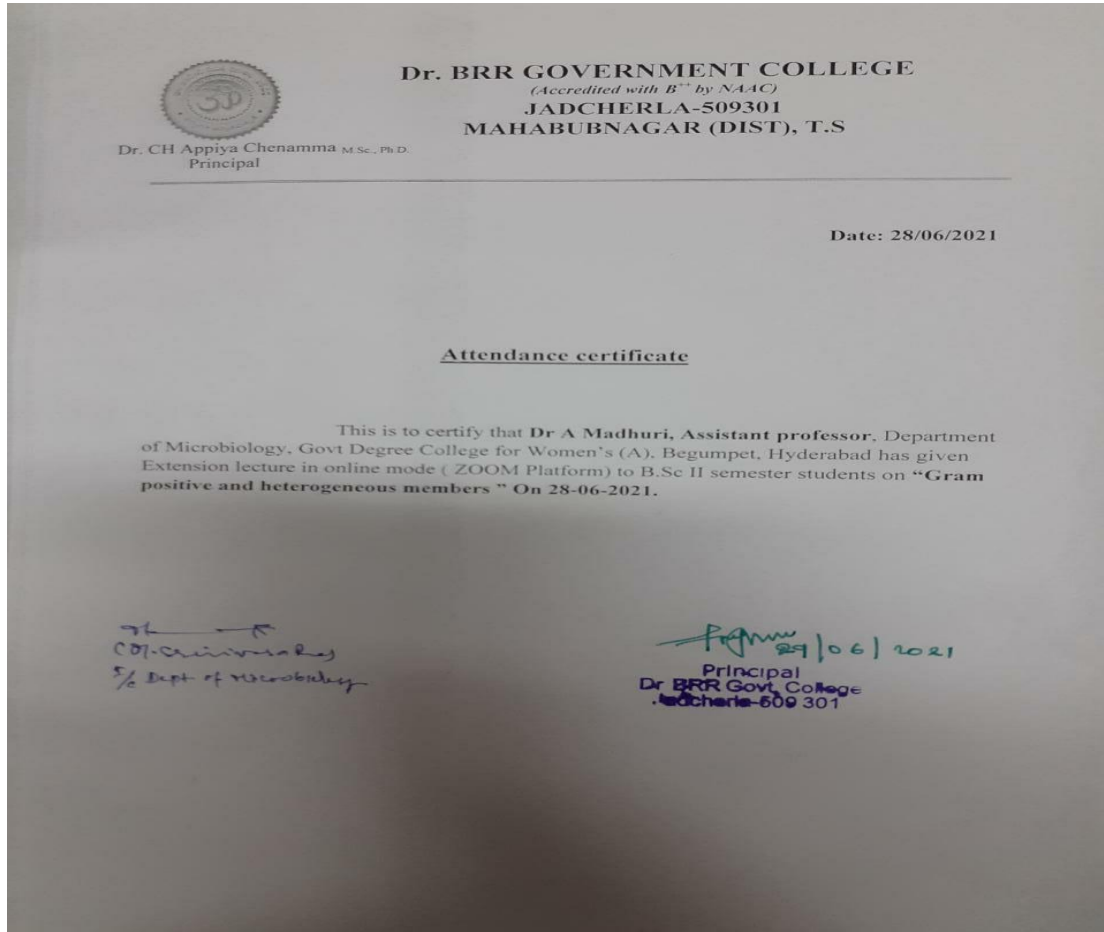 Dr. BRR GOVERNMENT COLLEGE
(Accredited with B++ by NAAC)
JADCHERLA-509301
MAHABUBNAGAR (DIST), T.S
Dr. CH Appiya Chenamma M.Sc., Ph.D.
Principal
Date: 28/06/2021
Attendance certificate
This is to certify that Dr A Madhuri, Assistant professor, Department
of Microbiology, Govt Degree College for Women's (A), Begumpet, Hyderabad has given
Extension lecture in online mode ( ZOOM Platform) to B.Sc II semester students on “Gram
positive and heterogeneous members ” On 28-06-2021.
Dept of Microbiology
29/06/2021
Principal
Dr BRR Govt, College
Jadcherla-509 301